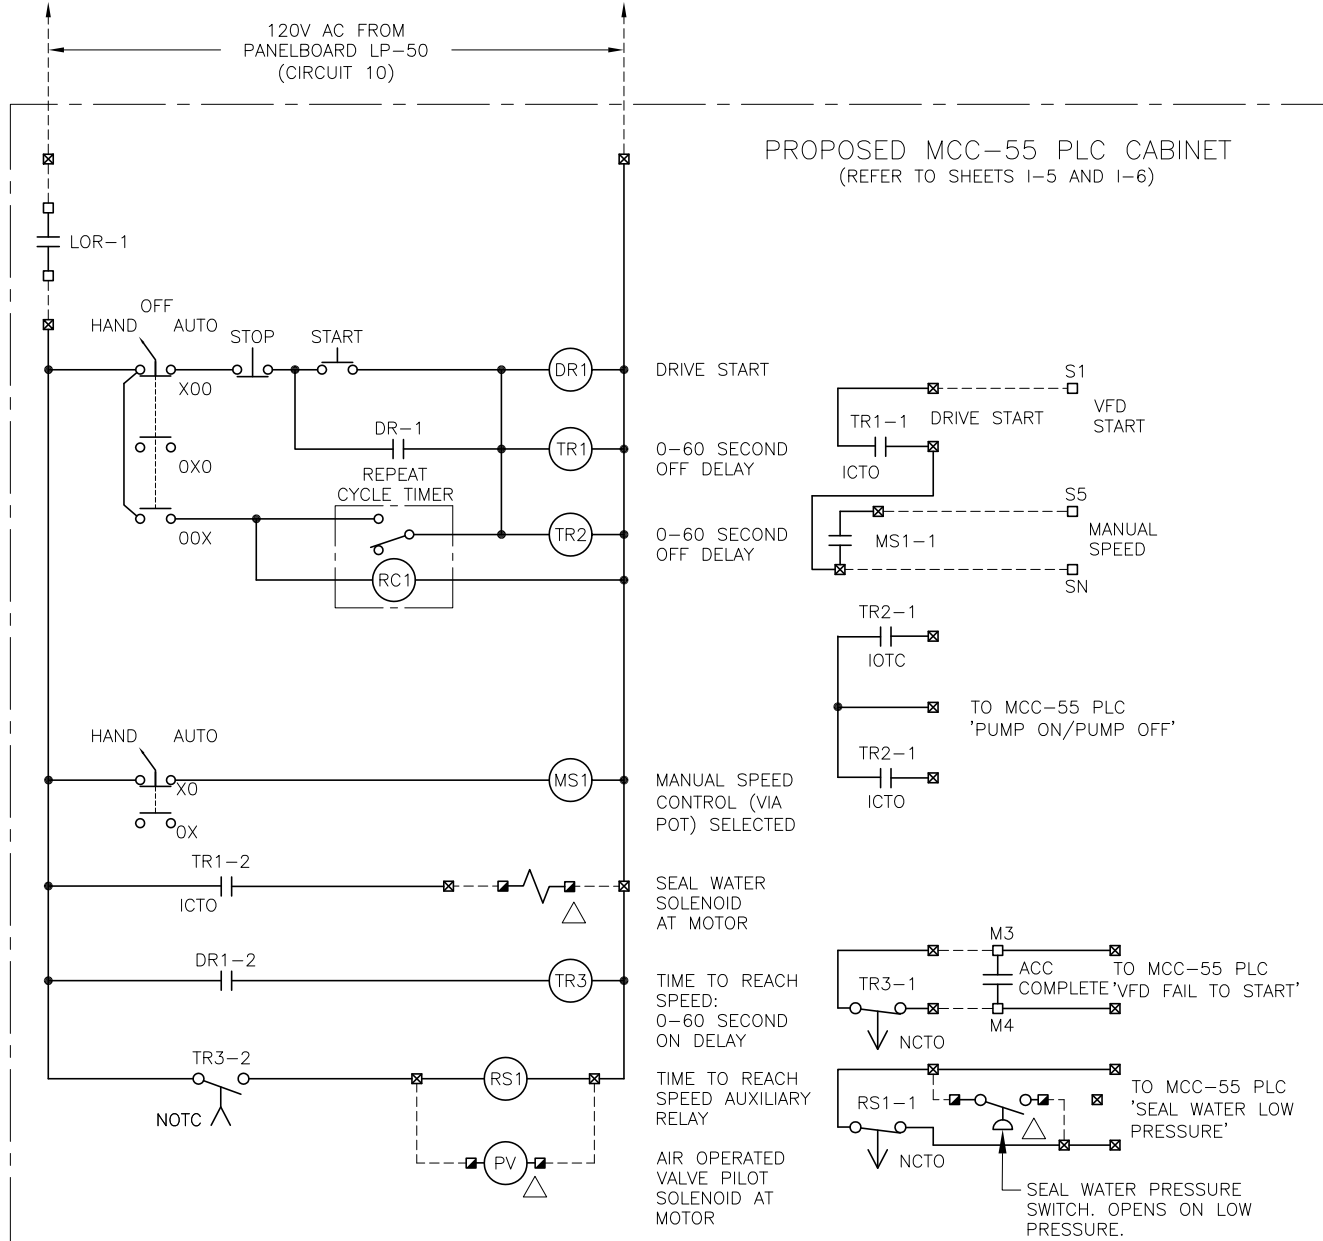 120V AC FROM
PANELBOARD LP-50
(CIRCUIT 10)
PROPOSED MCC-55 PLC CABINET
(REFER TO SHEETS I-5 AND I-6)
LOR-1
OFF
HAND AUTO
STOP START
X00
DR1
DRIVE START
DR-1
0X0
TR1
0-60 SECOND
OFF DELAY
REPEAT
CYCLE TIMER
00X
TR2
0-60 SECOND
OFF DELAY
RC1
S1
TR1-1
DRIVE START
VFD
START
ICTO
S5
MS1-1
MANUAL
SPEED
SN
TR2-1
IOTC
TO MCC-55 PLC
'PUMP ON/PUMP OFF'
TR2-1
ICTO
HAND AUTO
X0
MS1
MANUAL SPEED
CONTROL (VIA
POT) SELECTED
0X
TR1-2
ICTO
SEAL WATER
SOLENOID
AT MOTOR
DR1-2
TR3
TIME TO REACH
SPEED:
0-60 SECOND
ON DELAY
M3
TR3-1
ACC
COMPLETE
TO MCC-55 PLC
'VFD FAIL TO START'
M4
NCTO
TR3-2
NOTC
RS1
TIME TO REACH
SPEED AUXILIARY
RELAY
RS1-1
NCTO
TO MCC-55 PLC
'SEAL WATER LOW
PRESSURE'
PV
AIR OPERATED
VALVE PILOT
SOLENOID AT
MOTOR
SEAL WATER PRESSURE
SWITCH. OPENS ON LOW
PRESSURE.